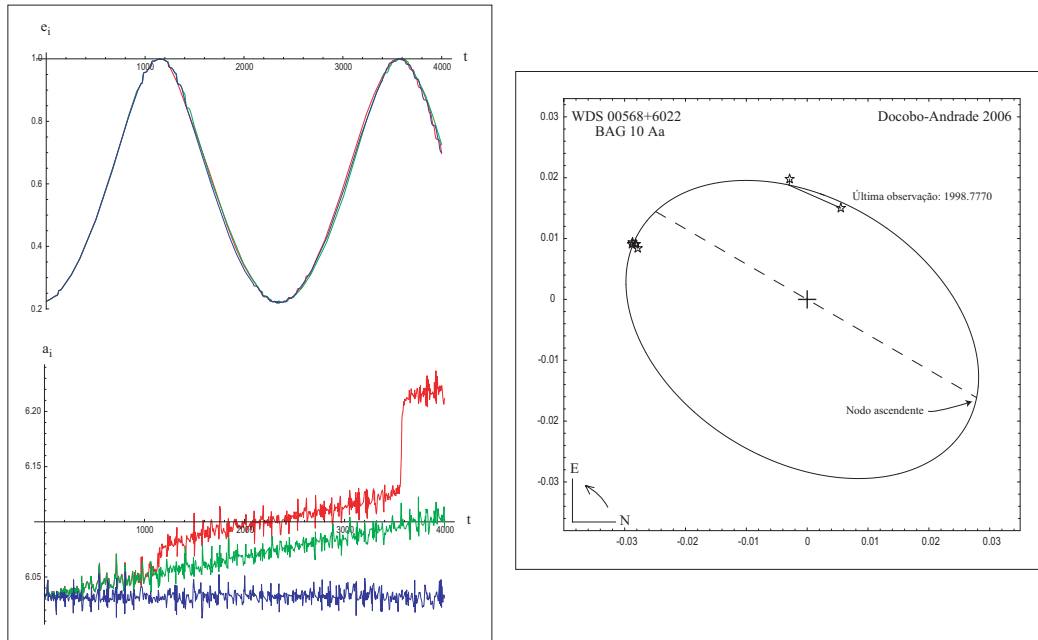 e_i
t
1.0
1000 2000 3000 4000
0.8
0.6
0.4
0.2
a_i
6.20
6.15
1000 2000 3000 4000
t
6.05
WDS 00568+6022 Docobo-Andrade 2006
BAG 10 Aa
Última observação: 1998.7770
Nodo ascendente
E
N
0.03
0.02
0.01
0
-0.01
-0.02
-0.03
-0.03 -0.02 -0.01 0 0.01 0.02 0.03